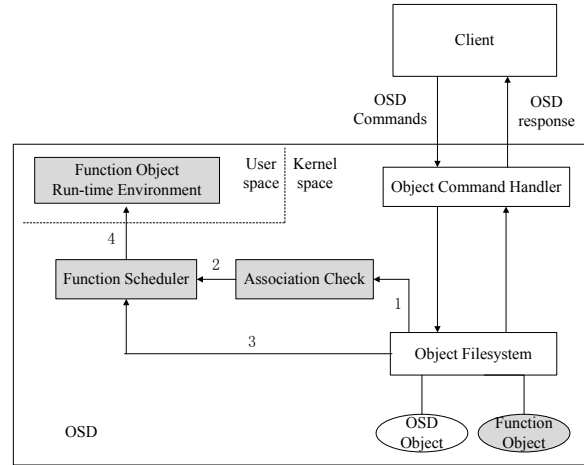 Client
OSD
Commands
OSD
response
Function Object
Run-time Environment
User
space
Kernel
space
Object Command Handler
4
Function Scheduler
2
Association Check
1
3
Object Filesystem
OSD
OSD
Object
Function
Object